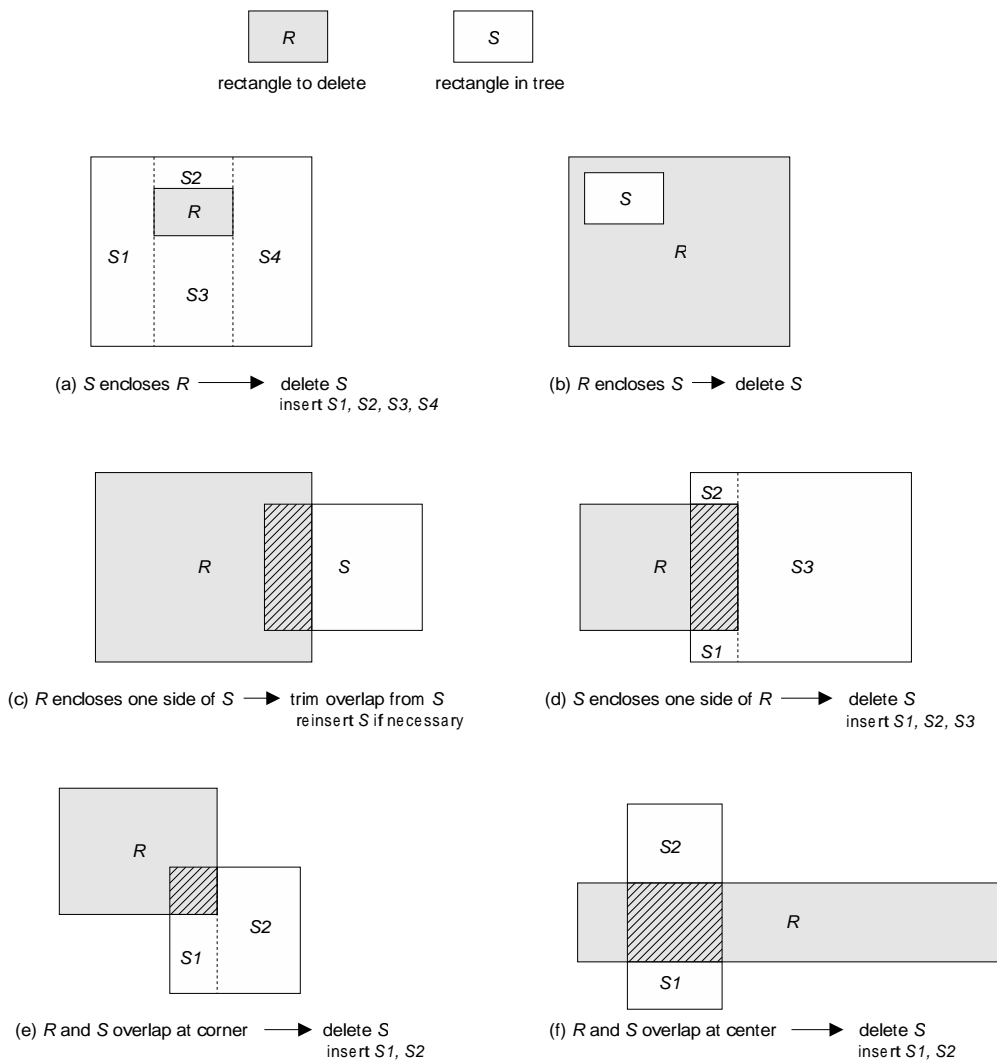 R
S
rectangle to delete
rectangle in tree
S2
R
S1
S4
S3
S
R
(a) S encloses R
delete S
insert S1, S2, S3, S4
(b) R encloses S
delete S
R
S
S2
R
S3
S1
(c) R encloses one side of S
trim overlap from S
reinsert S if necessary
(d) S encloses one side of R
delete S
insert S1, S2, S3
R
S2
S1
S2
R
S1
(e) R and S overlap at corner
delete S
insert S1, S2
(f) R and S overlap at center
delete S
insert S1, S2